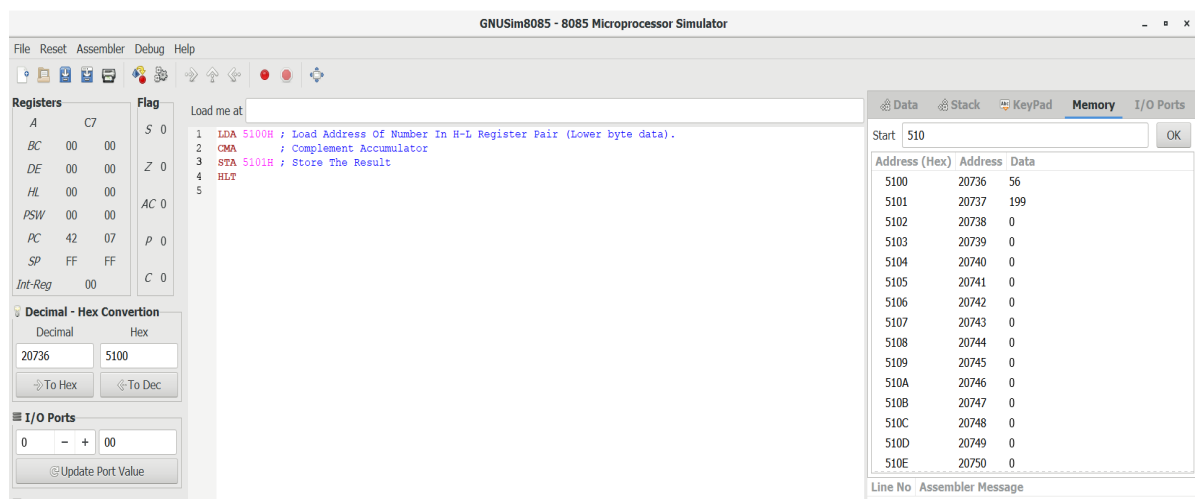 GNUSim8085 - 8085 Microprocessor Simulator
File Reset Assembler Debug Help
Registers
A C7
BC 00 00
DE 00 00
HL 00 00
PSW 00 00
PC 42 07
SP FF FF
Int-Reg 00
Flag
S 0
Z 0
AC 0
P 0
C 0
Decimal - Hex Convertion
Decimal Hex
20736 5100
To Hex To Dec
I/O Ports
0 - + 00
Update Port Value
Load me at
1 LDA 5100H ; Load Address Of Number In H-L Register Pair (Lower byte data).
2 CMA ; Complement Accumulator
3 STA 5101H ; Store The Result
4 HLT
5
Data Stack KeyPad Memory I/O Ports
Start 510 OK
Address (Hex) Address Data
5100 20736 56
5101 20737 199
5102 20738 0
5103 20739 0
5104 20740 0
5105 20741 0
5106 20742 0
5107 20743 0
5108 20744 0
5109 20745 0
510A 20746 0
510B 20747 0
510C 20748 0
510D 20749 0
510E 20750 0
Line No Assembler Message